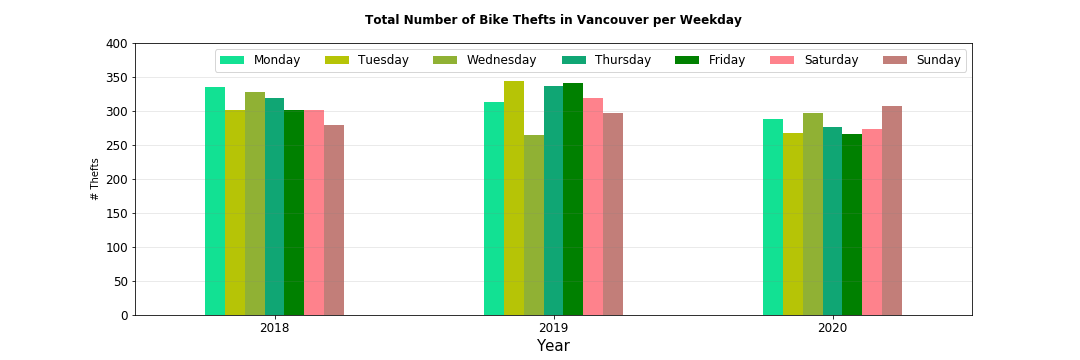 Total Number of Bike Thefts in Vancouver per Weekday
Monday Tuesday Wednesday Thursday Friday Saturday Sunday
400
350
300
250
200
150
100
50
0
# Thefts
2018 2019 2020
Year